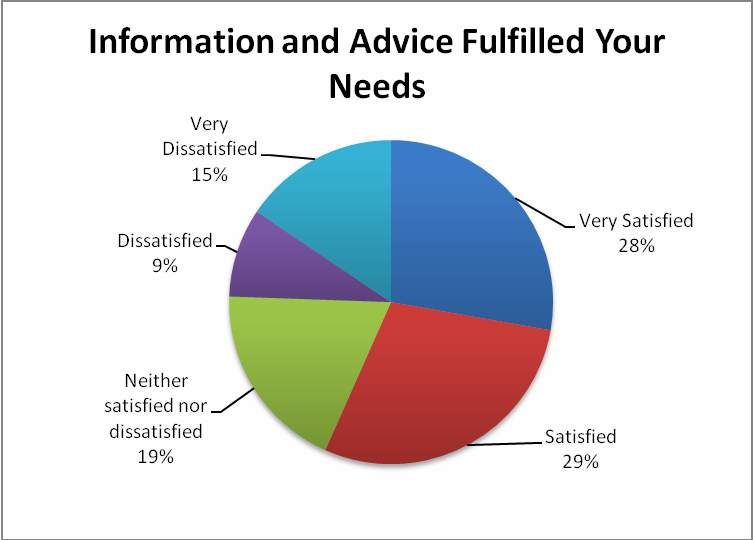 Information and Advice Fulfilled Your
Needs
Very
Dissatisfied
15%
Very Satisfied
28%
Dissatisfied
9%
Neither
satisfied nor
dissatisfied
19%
Satisfied
29%